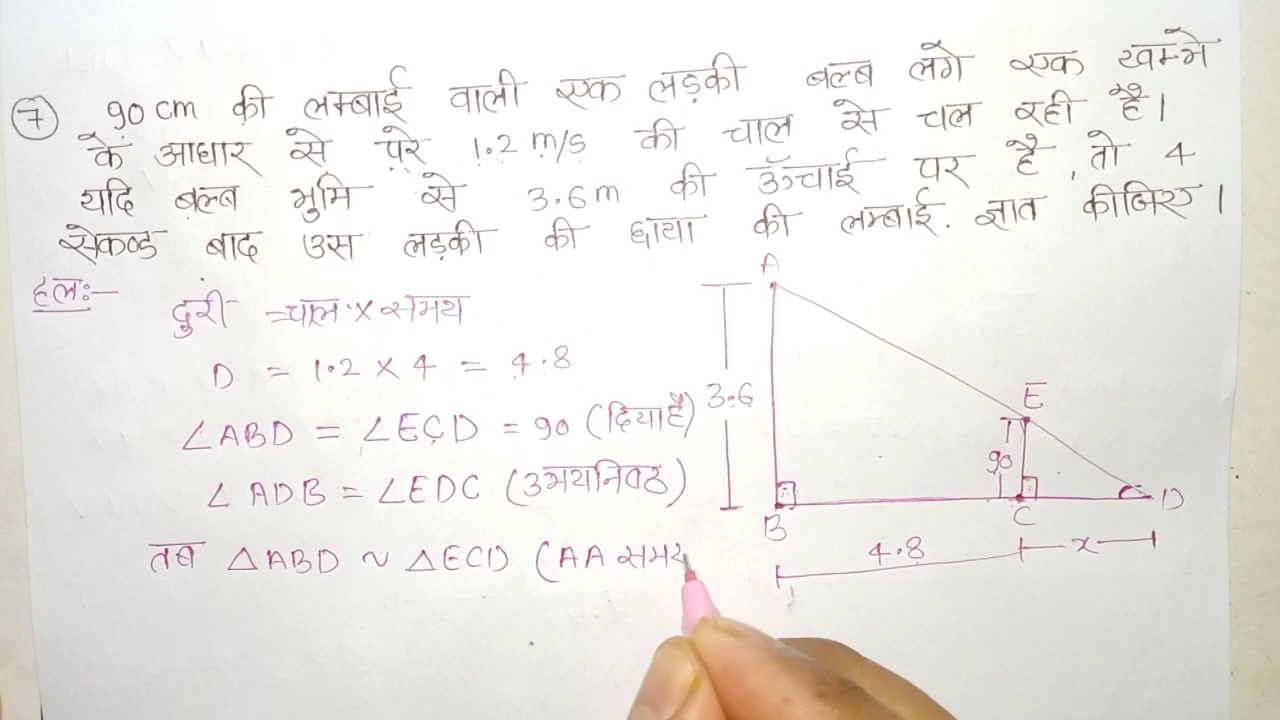 7 90 cm की लम्बाई वाली एक लड़की बल्ब लगे एक खम्भे
के आधार से परे 1.2 m/s की चाल से चल रही है।
यदि बल्ब भुमि से 3.6m की ऊँचाई पर है, तो 4
सेकण्ड बाद उस लड़की की छाया की लम्बाई. ज्ञात कीजिए।
हल:-
दुरी = चाल x समय
D = 1.2 x 4 = 4.8
∠ABD = ∠ECD = 90 (दिया है)
∠ADB = ∠EDC (उभयनिष्ठ)
तब △ABD ~ △ECD (AA सम
A
3.6
E
90
B
C
D
4.8
x